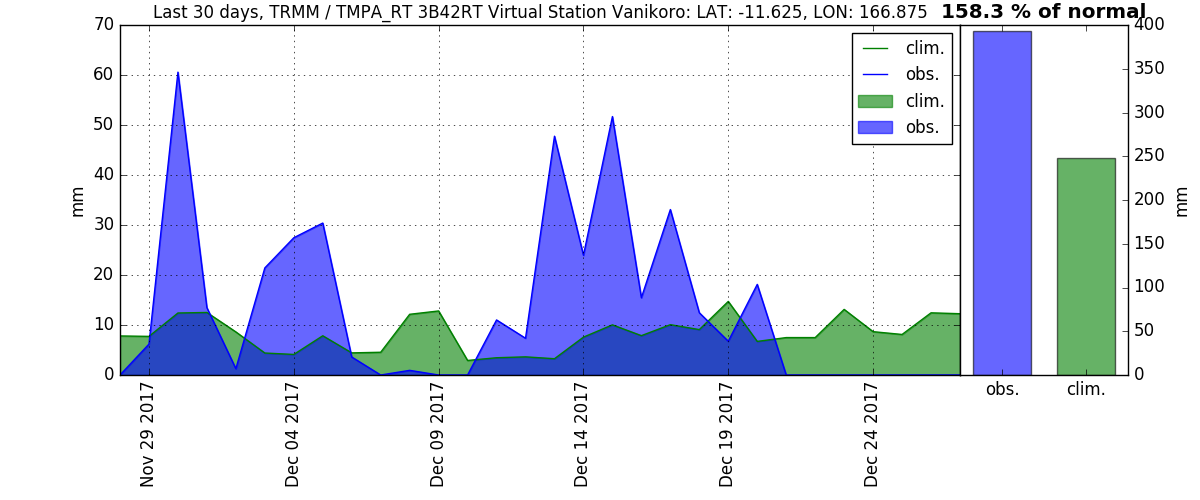 Last 30 days, TRMM / TMPA_RT 3B42RT Virtual Station Vanikoro: LAT: -11.625, LON: 166.875
158.3 % of normal
70
60
50
40
30
20
10
0
mm
clim.
obs.
clim.
obs.
Nov 29 2017
Dec 04 2017
Dec 09 2017
Dec 14 2017
Dec 19 2017
Dec 24 2017
400
350
300
250
200
150
100
50
0
mm
obs.
clim.